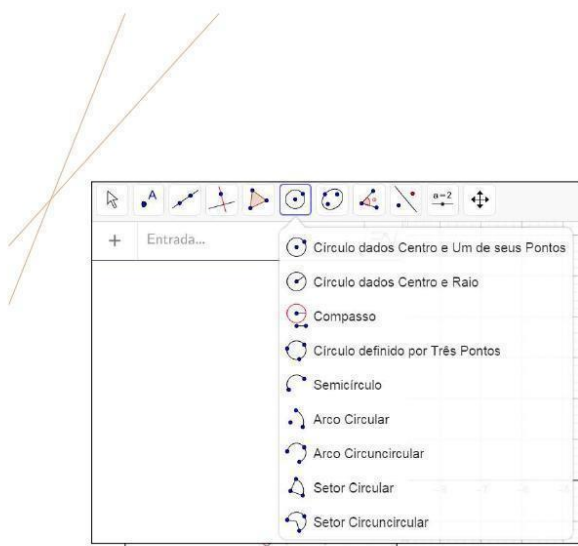 A
a=2
+ Entrada...
Círculo dados Centro e Um de seus Pontos
Círculo dados Centro e Raio
Compasso
Círculo definido por Três Pontos
Semicírculo
Arco Circular
Arco Circuncircular
Setor Circular
Setor Circuncircular